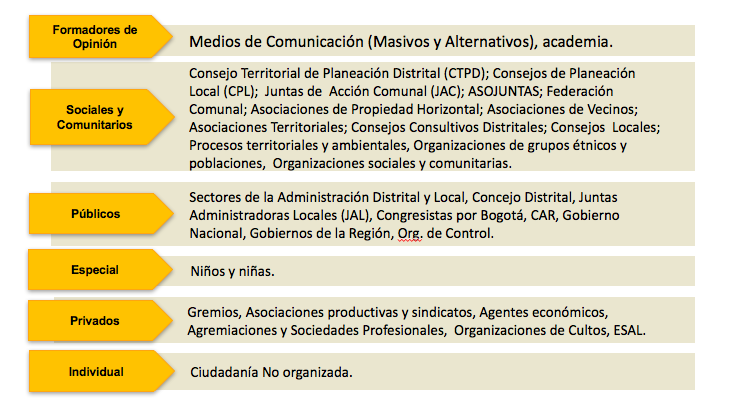 Formadores de
Opinión
Medios de Comunicación (Masivos y Alternativos), academia.
Sociales y
Comunitarios
Consejo Territorial de Planeación Distrital (CTPD); Consejos de Planeación
Local (CPL); Juntas de Acción Comunal (JAC); ASOJUNTAS; Federación
Comunal; Asociaciones de Propiedad Horizontal; Asociaciones de Vecinos;
Asociaciones Territoriales; Consejos Consultivos Distritales; Consejos Locales;
Procesos territoriales y ambientales, Organizaciones de grupos étnicos y
poblaciones, Organizaciones sociales y comunitarias.
Públicos
Sectores de la Administración Distrital y Local, Concejo Distrital, Juntas
Administradoras Locales (JAL), Congresistas por Bogotá, CAR, Gobierno
Nacional, Gobiernos de la Región, Org. de Control.
Especial
Niños y niñas.
Privados
Gremios, Asociaciones productivas y sindicatos, Agentes económicos,
Agremiaciones y Sociedades Profesionales, Organizaciones de Cultos, ESAL.
Individual
Ciudadanía No organizada.